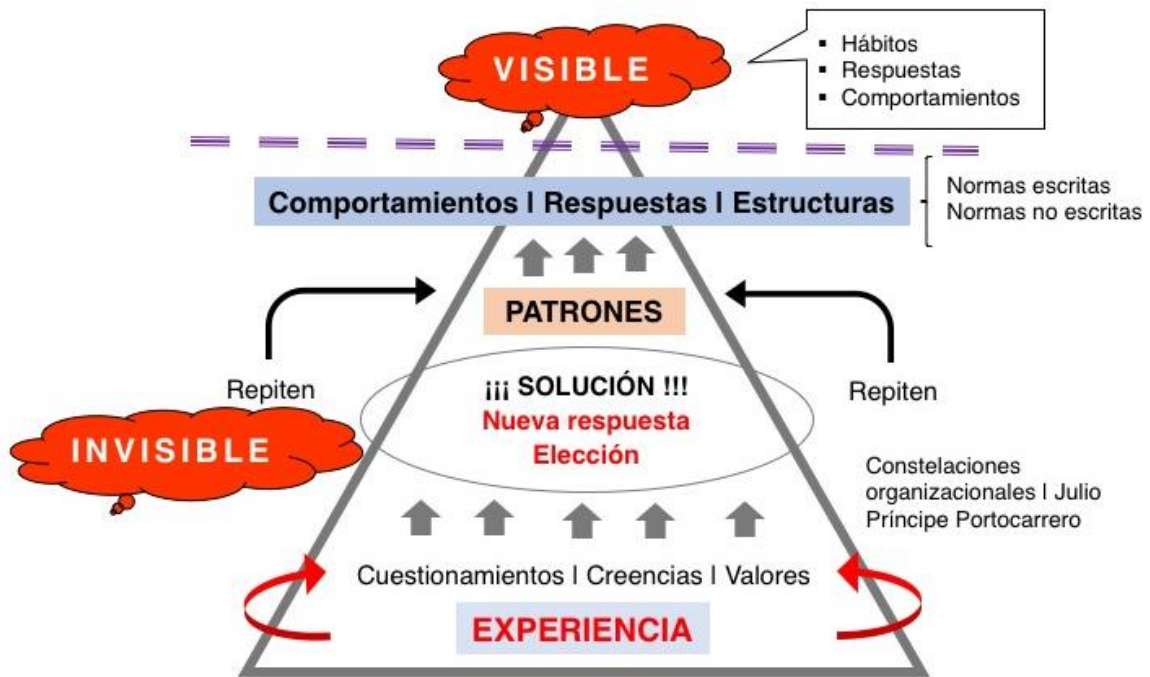 VISIBLE
▪ Hábitos
▪ Respuestas
▪ Comportamientos
Comportamientos | Respuestas | Estructuras
Normas escritas
Normas no escritas
PATRONES
Repiten
¡¡¡ SOLUCIÓN !!!
Nueva respuesta
Elección
Repiten
INVISIBLE
Constelaciones
organizacionales | Julio
Príncipe Portocarrero
Cuestionamientos | Creencias | Valores
EXPERIENCIA